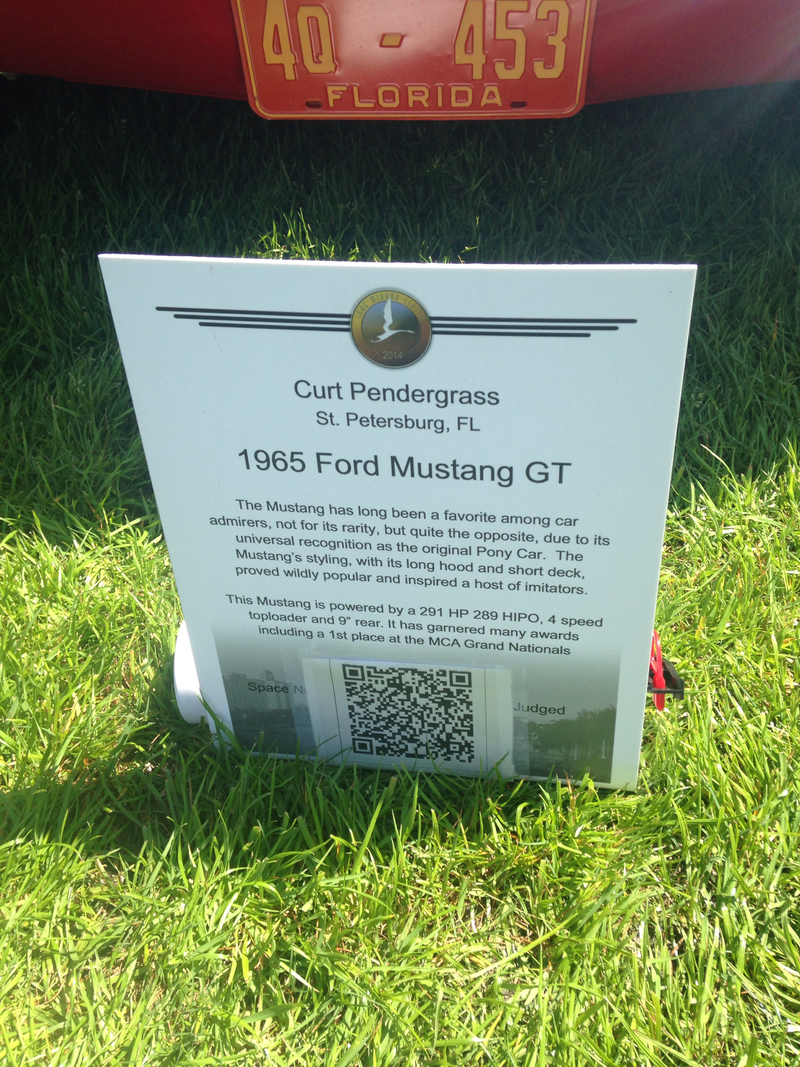 4Q - 453
FLORIDA
2014
Curt Pendergrass
St. Petersburg, FL
1965 Ford Mustang GT
The Mustang has long been a favorite among car
admirers, not for its rarity, but quite the opposite, due to its
universal recognition as the original Pony Car. The
Mustang's styling, with its long hood and short deck,
proved wildly popular and inspired a host of imitators.
This Mustang is powered by a 291 HP 289 HIPO, 4 speed
toploader and 9" rear. It has garnered many awards
including a 1st place at the MCA Grand Nationals
Space Judged